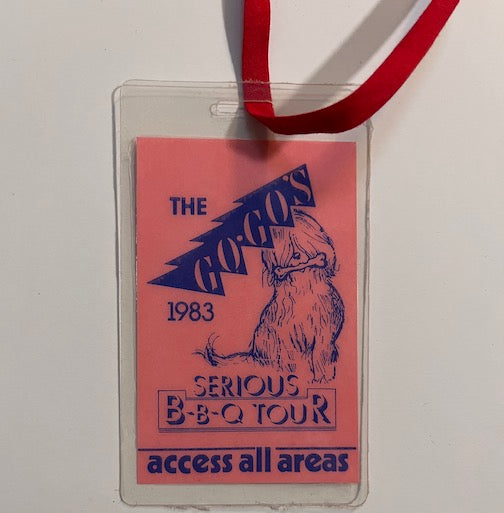 THE
GO-GO'S
1983
SERIOUS
B-B-Q TOUR
access all areas